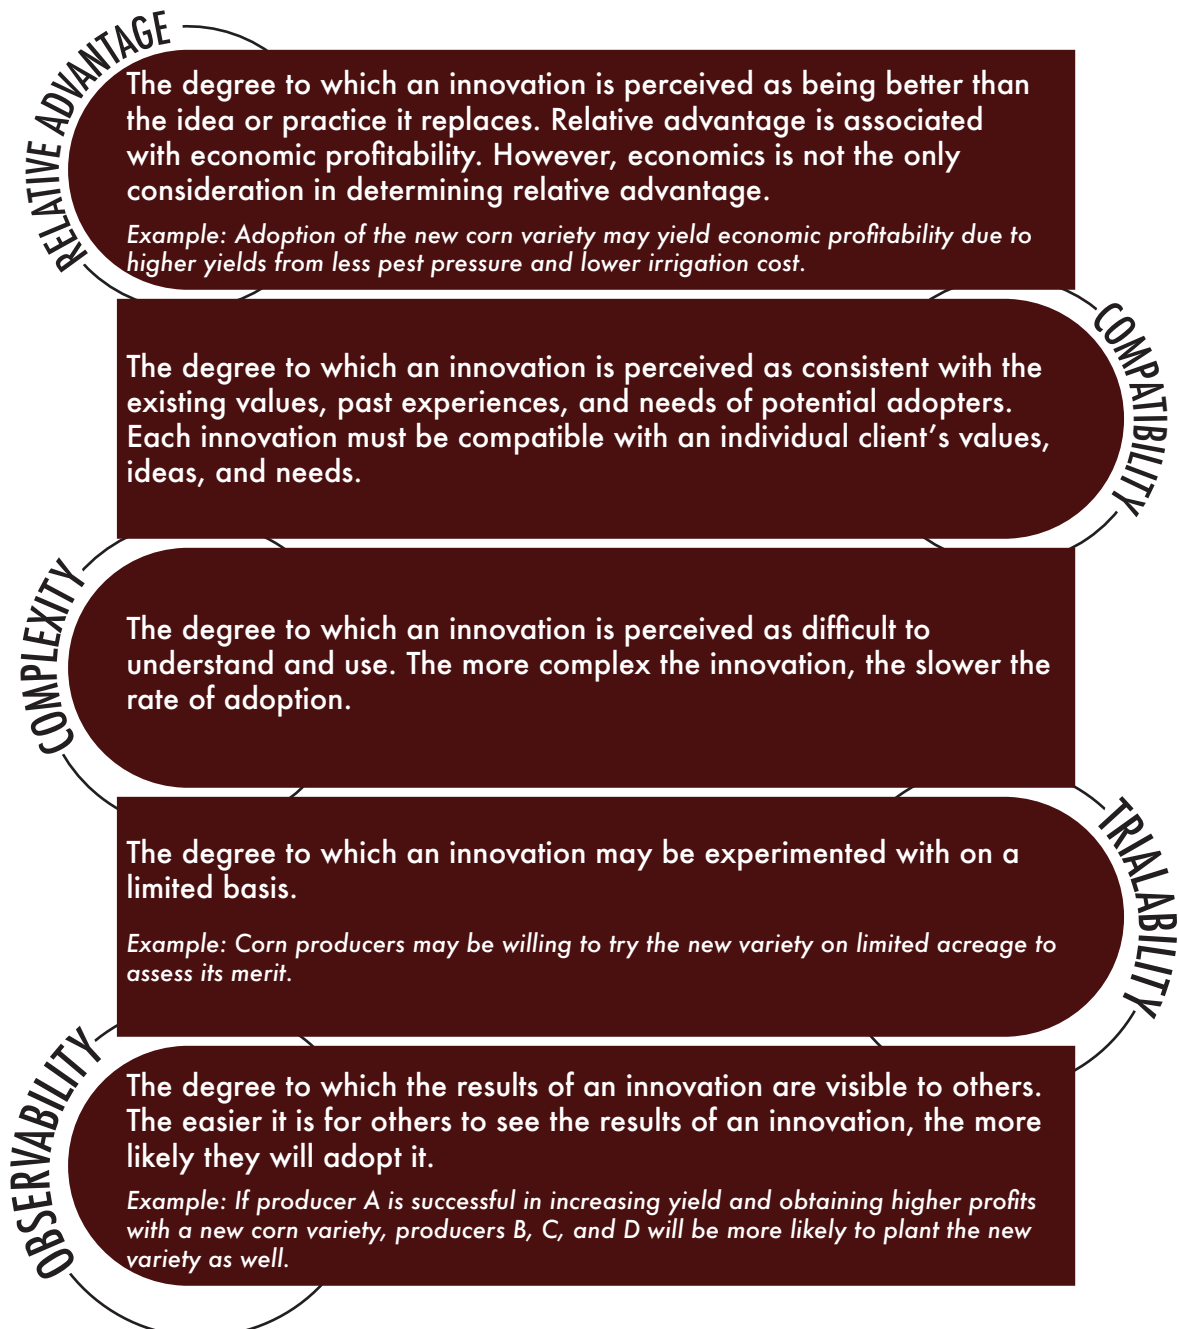 RELATIVE ADVANTAGE
The degree to which an innovation is perceived as being better than
the idea or practice it replaces. Relative advantage is associated
with economic profitability. However, economics is not the only
consideration in determining relative advantage.
Example: Adoption of the new corn variety may yield economic profitability due to
higher yields from less pest pressure and lower irrigation cost.
COMPATIBILITY
The degree to which an innovation is perceived as consistent with the
existing values, past experiences, and needs of potential adopters.
Each innovation must be compatible with an individual client’s values,
ideas, and needs.
COMPLEXITY
The degree to which an innovation is perceived as difficult to
understand and use. The more complex the innovation, the slower the
rate of adoption.
TRIALABILITY
The degree to which an innovation may be experimented with on a
limited basis.
Example: Corn producers may be willing to try the new variety on limited acreage to
assess its merit.
OBSERVABILITY
The degree to which the results of an innovation are visible to others.
The easier it is for others to see the results of an innovation, the more
likely they will adopt it.
Example: If producer A is successful in increasing yield and obtaining higher profits
with a new corn variety, producers B, C, and D will be more likely to plant the new
variety as well.